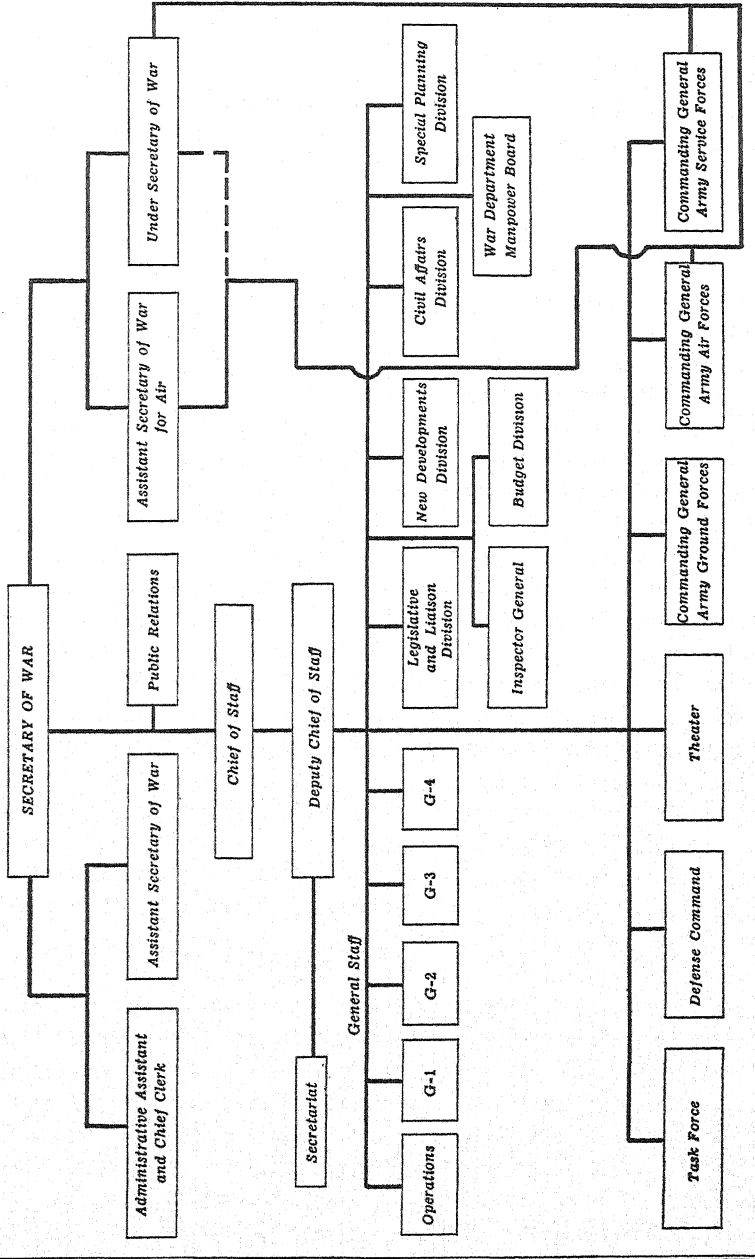 SECRETARY OF WAR
Administrative Assistant
and Chief Clerk
Assistant Secretary of War
Public Relations
Assistant Secretary of War
for Air
Under Secretary of War
Chief of Staff
Secretariat
Deputy Chief of Staff
General Staff
Operations
G-1
G-2
G-3
G-4
Legislative
and Liaison
Division
New Developments
Division
Civil Affairs
Division
Special Planning
Division
Inspector General
Budget Division
War Department
Manpower Board
Task Force
Defense Command
Theater
Commanding General
Army Ground Forces
Commanding General
Army Air Forces
Commanding General
Army Service Forces